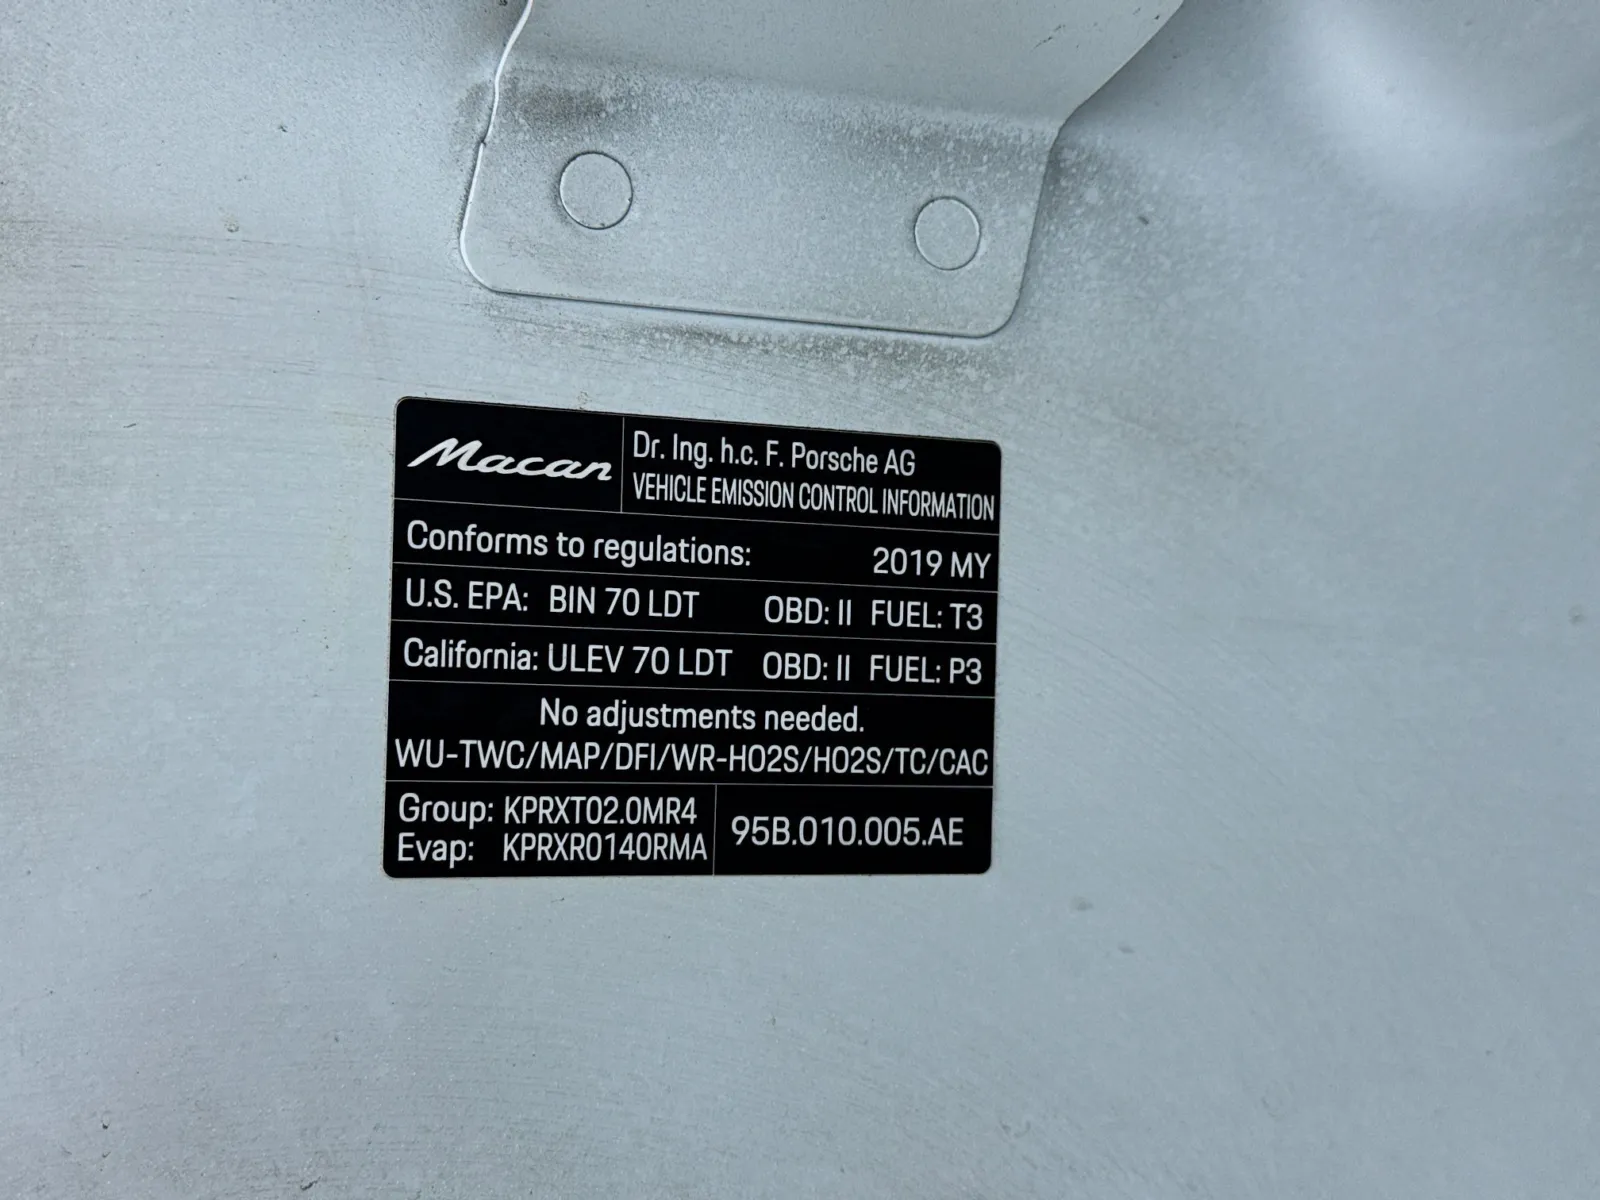 Macan
Dr. Ing. h.c. F. Porsche AG
VEHICLE EMISSION CONTROL INFORMATION
Conforms to regulations: 2019 MY
U.S. EPA: BIN 70 LDT OBD: II FUEL: T3
California: ULEV 70 LDT OBD: II FUEL: P3
No adjustments needed.
WU-TWC/MAP/DFI/WR-HO2S/HO2S/TC/CAC
Group: KPRXT02.0MR4
Evap: KPRXR0140RMA
95B.010.005.AE